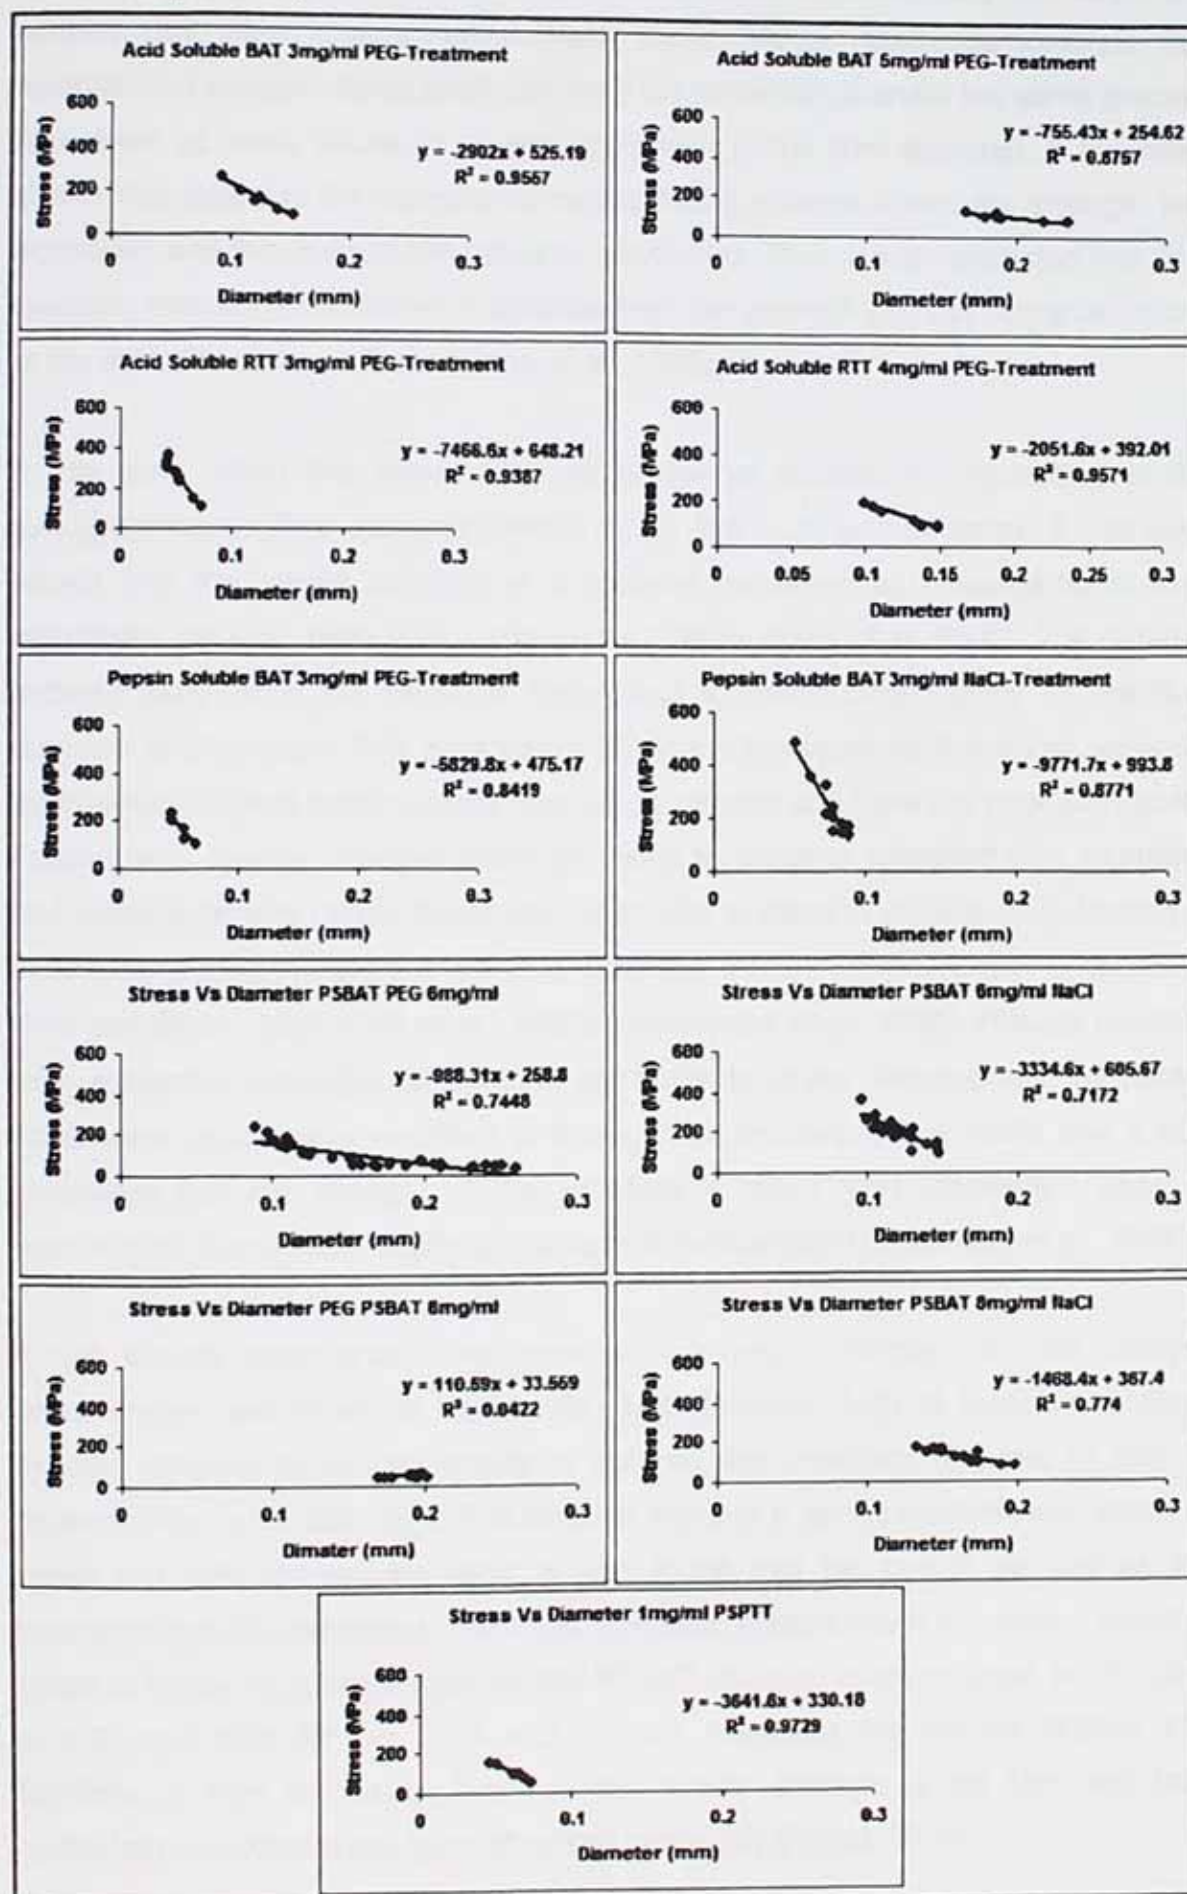 Acid Soluble BAT 3mg/ml PEG-Treatment
Stress (MPa)
600
400
200
0
y = -2902x + 525.19
R² = 0.9557
0 0.1 0.2 0.3
Diameter (mm)
Acid Soluble BAT 5mg/ml PEG-Treatment
Stress (MPa)
600
400
200
0
y = -755.43x + 254.62
R² = 0.8757
0 0.1 0.2 0.3
Diameter (mm)
Acid Soluble RTT 3mg/ml PEG-Treatment
Stress (MPa)
600
400
200
0
y = -7466.6x + 648.21
R² = 0.9387
0 0.1 0.2 0.3
Diameter (mm)
Acid Soluble RTT 4mg/ml PEG-Treatment
Stress (MPa)
600
400
200
0
y = -2051.6x + 392.01
R² = 0.9571
0 0.05 0.1 0.15 0.2 0.25 0.3
Diameter (mm)
Pepsin Soluble BAT 3mg/ml PEG-Treatment
Stress (MPa)
600
400
200
0
y = -5829.8x + 475.17
R² = 0.8419
0 0.1 0.2 0.3
Diameter (mm)
Pepsin Soluble BAT 3mg/ml NaCl-Treatment
Stress (MPa)
600
400
200
0
y = -9771.7x + 993.8
R² = 0.8771
0 0.1 0.2 0.3
Diameter (mm)
Stress Vs Diameter PSBAT PEG 6mg/ml
Stress (MPa)
600
400
200
0
y = -988.31x + 258.8
R² = 0.7448
0 0.1 0.2 0.3
Diameter (mm)
Stress Vs Diameter PSBAT 6mg/ml NaCl
Stress (MPa)
600
400
200
0
y = -3334.6x + 605.67
R² = 0.7172
0 0.1 0.2 0.3
Diameter (mm)
Stress Vs Diameter PEG PSBAT 8mg/ml
Stress (MPa)
600
400
200
0
y = 110.59x + 33.559
R² = 0.0422
0 0.1 0.2 0.3
Dimater (mm)
Stress Vs Diameter PSBAT 8mg/ml NaCl
Stress (MPa)
600
400
200
0
y = -1468.4x + 367.4
R² = 0.774
0 0.1 0.2 0.3
Diameter (mm)
Stress Vs Diameter 1mg/ml PSPTT
Stress (MPa)
600
400
200
0
y = -3641.6x + 330.18
R² = 0.9729
0 0.1 0.2 0.3
Diameter (mm)